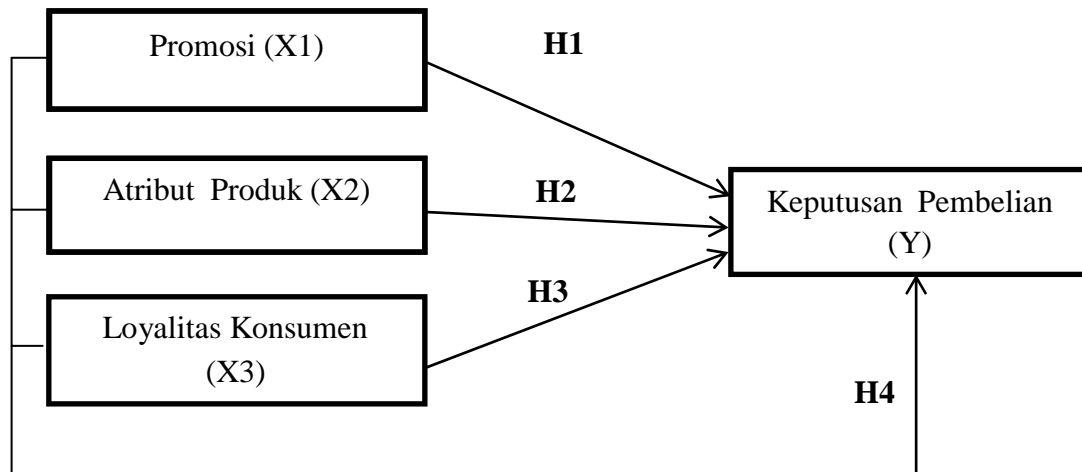 Promosi (X1)
H1
Atribut Produk (X2)
H2
Keputusan Pembelian
(Y)
H3
Loyalitas Konsumen
(X3)
H4